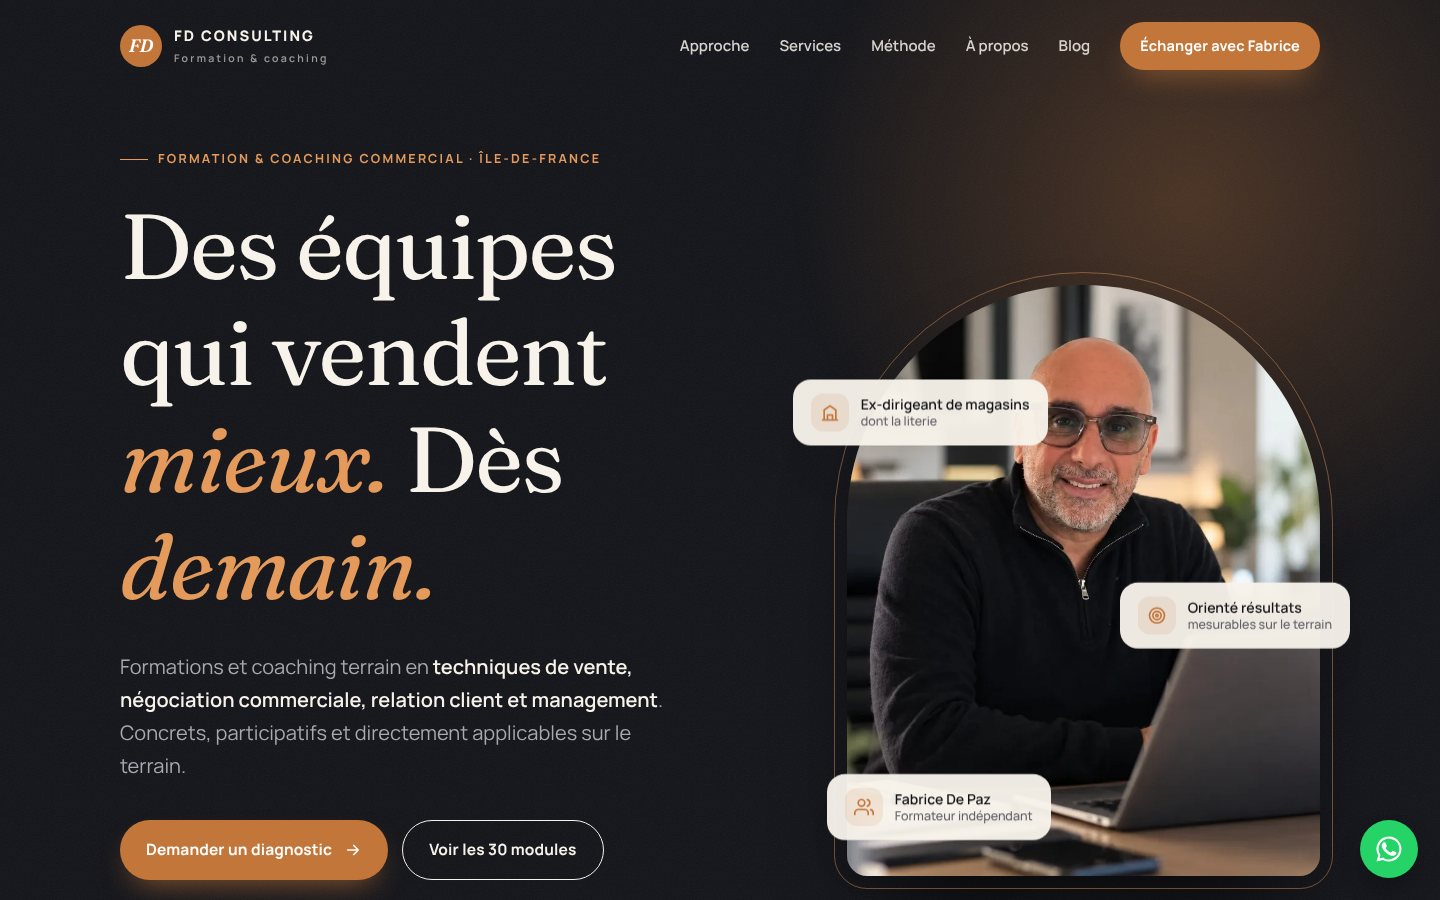 FD
FD CONSULTING
Formation & coaching
Approche
Services
Méthode
À propos
Blog
Échanger avec Fabrice
FORMATION & COACHING COMMERCIAL · ÎLE-DE-FRANCE
Des équipes
qui vendent
mieux. Dès
demain.
Formations et coaching terrain en techniques de vente,
négociation commerciale, relation client et management.
Concrets, participatifs et directement applicables sur le
terrain.
Demander un diagnostic →
Voir les 30 modules
Ex-dirigeant de magasins
dont la literie
Orienté résultats
mesurables sur le terrain
Fabrice De Paz
Formateur indépendant